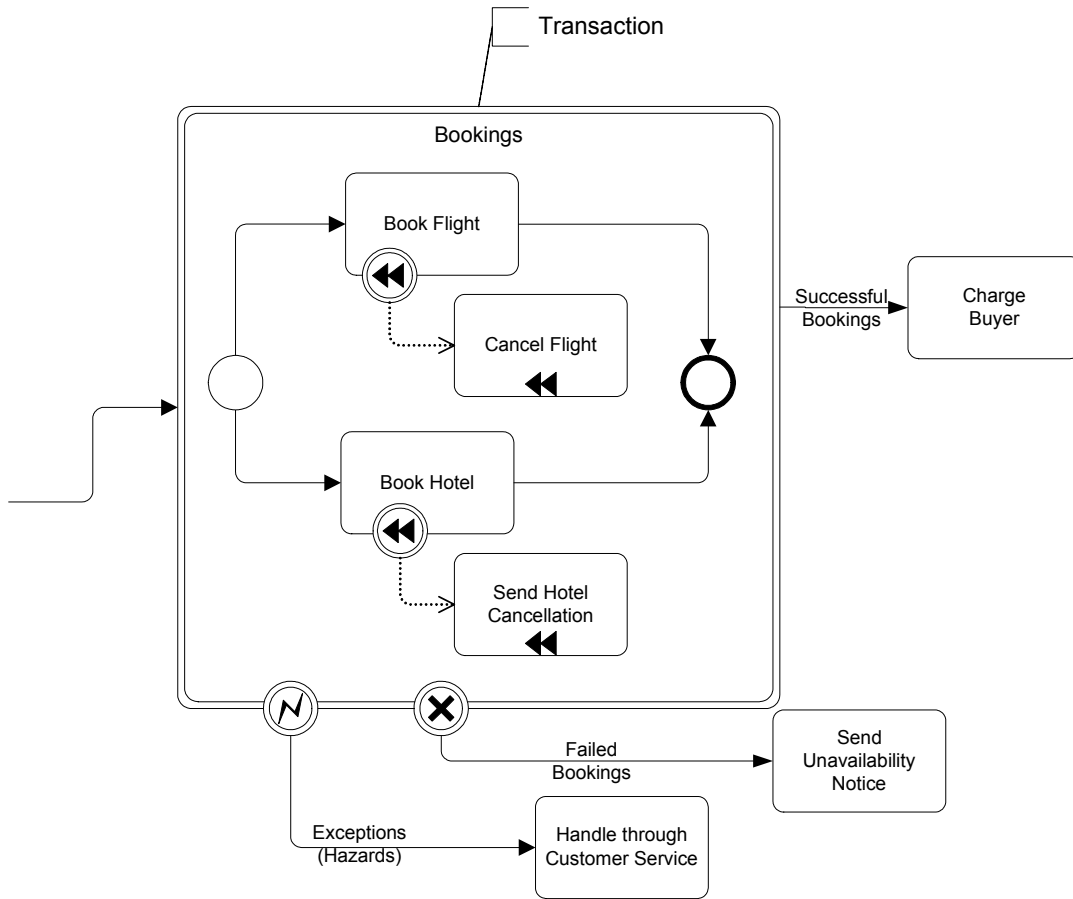 Transaction
Bookings
Book Flight
Cancel Flight
Successful
Bookings
Charge
Buyer
Book Hotel
Send Hotel
Cancellation
Failed
Bookings
Send
Unavailability
Notice
Exceptions
(Hazards)
Handle through
Customer Service